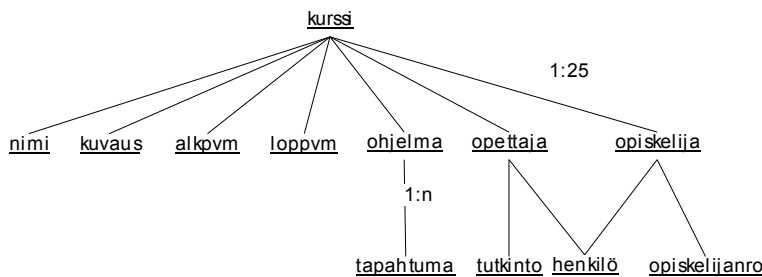 kurssi
1:25
nimi kuvaus alkpvm loppvm ohjelma opettaja opiskelija
1:n
tapahtuma tutkinto henkilö opiskelijanro